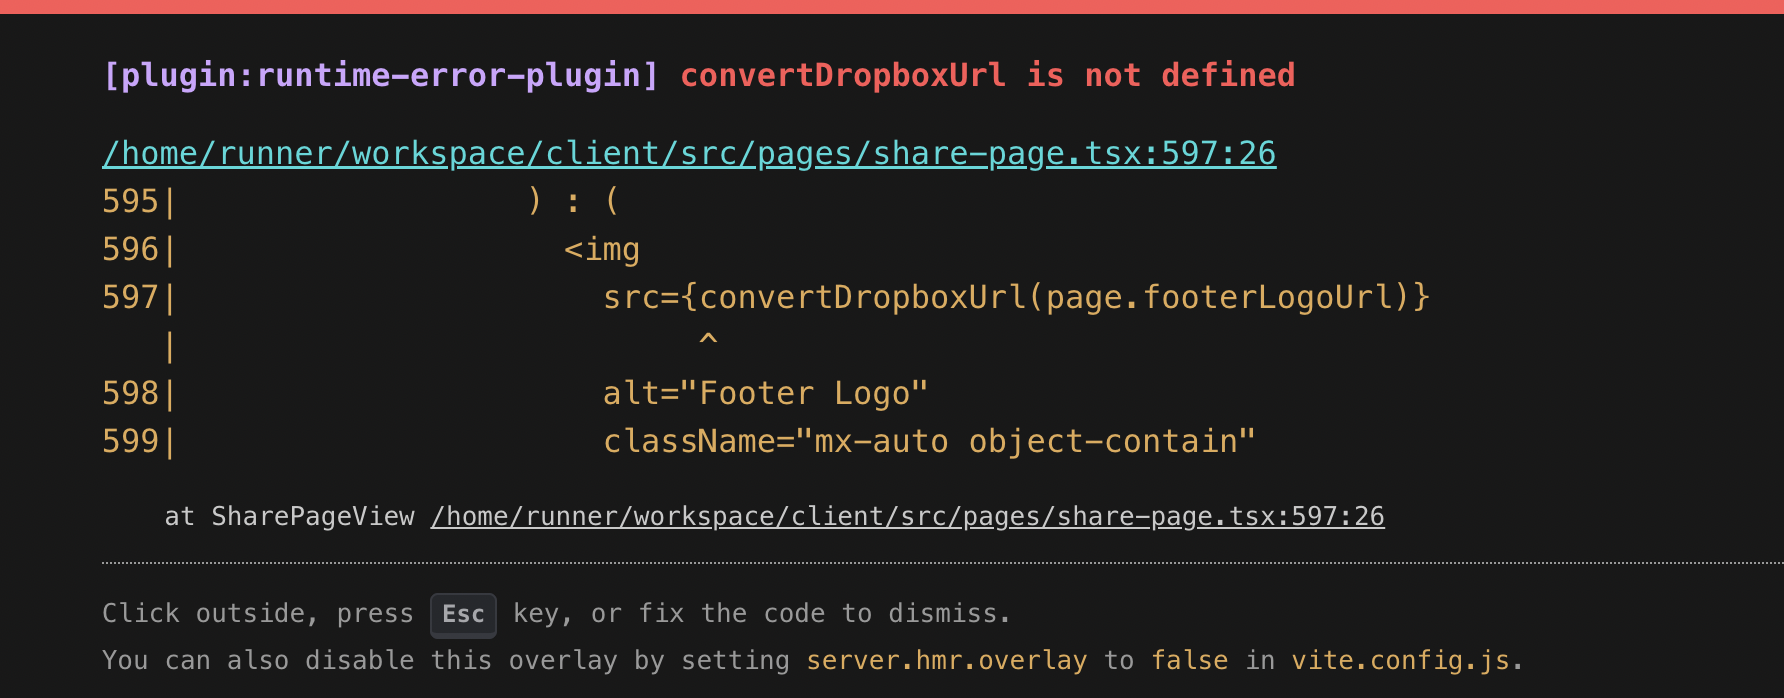 [plugin:runtime-error-plugin] convertDropboxUrl is not defined
/home/runner/workspace/client/src/pages/share-page.tsx:597:26
595|                  ) : (
596|                    <img
597|                      src={convertDropboxUrl(page.footerLogoUrl)}
   |                           ^
598|                      alt="Footer Logo"
599|                      className="mx-auto object-contain"
    at SharePageView /home/runner/workspace/client/src/pages/share-page.tsx:597:26
Click outside, press Esc key, or fix the code to dismiss.
You can also disable this overlay by setting server.hmr.overlay to false in vite.config.js.